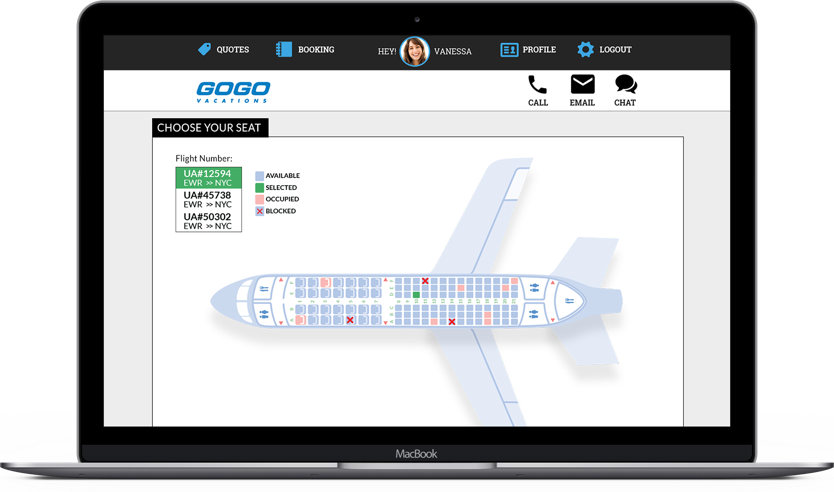 QUOTES
BOOKING
HEY!
VANESSA
PROFILE
LOGOUT
GOGO
VACATIONS
CALL
EMAIL
CHAT
CHOOSE YOUR SEAT
Flight Number:
UA#12594
EWR >> NYC
UA#45738
EWR >> NYC
UA#50302
EWR >> NYC
AVAILABLE
SELECTED
OCCUPIED
BLOCKED
MacBook